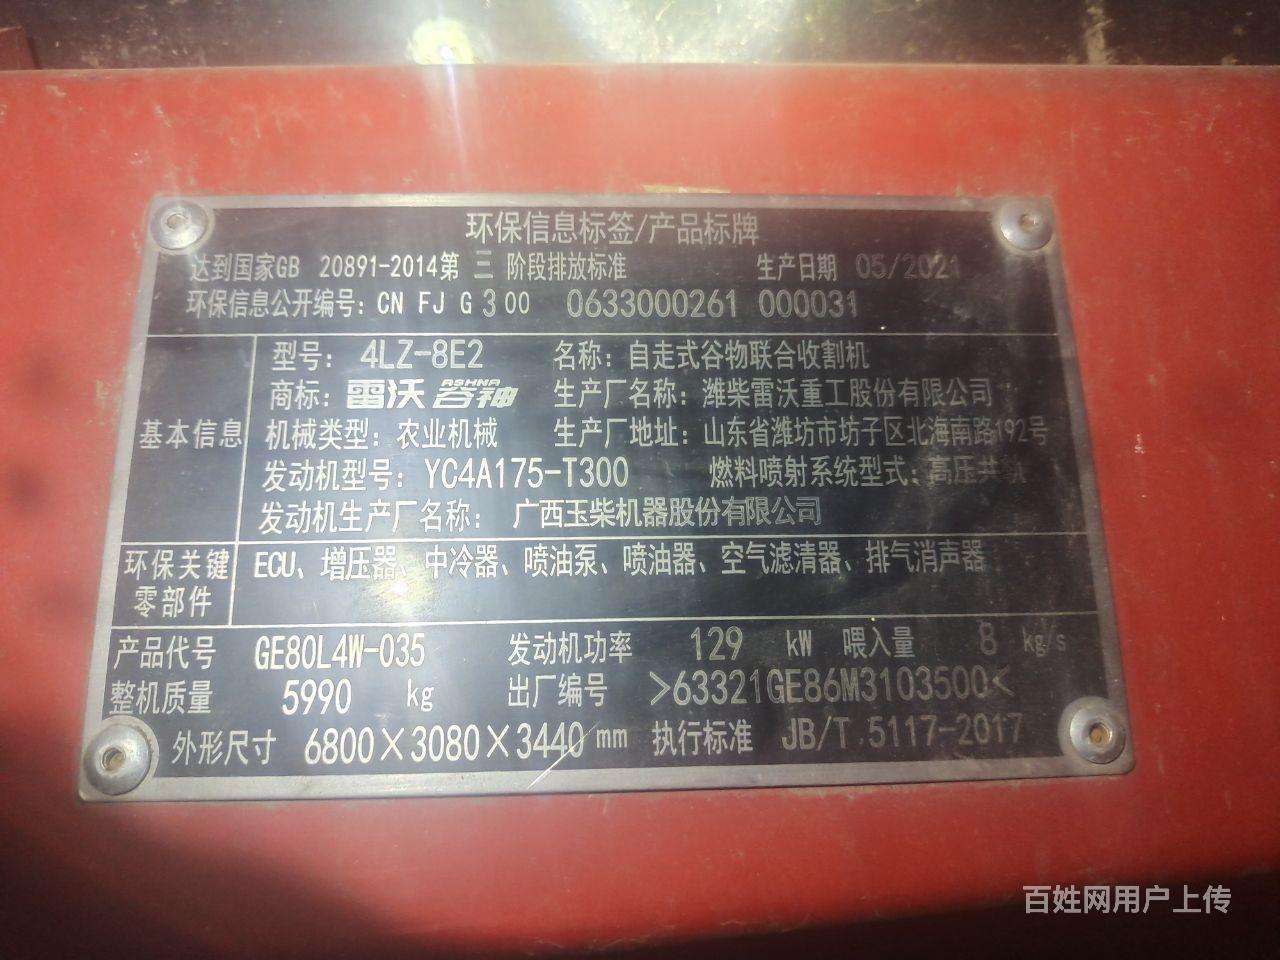 环保信息标签/产品标牌
达到国家GB 20891-2014第 三 阶段排放标准 生产日期 05/2021
环保信息公开编号: CN FJ G 3 00 0633000261 000031
基本信息
型号: 4LZ-8E2 名称: 自走式谷物联合收割机
商标: 雷沃 谷神 ASHNA 生产厂名称: 潍柴雷沃重工股份有限公司
机械类型: 农业机械 生产厂地址: 山东省潍坊市坊子区北海南路192号
发动机型号: YC4A175-T300 燃料喷射系统型式: 高压共轨
发动机生产厂名称: 广西玉柴机器股份有限公司
环保关键零部件 ECU、增压器、中冷器、喷油泵、喷油器、空气滤清器、排气消声器
产品代号 GE80L4W-035 发动机功率 129 kW 喂入量 8 kg/s
整机质量 5990 kg 出厂编号 >63321GE86M3103500<
外形尺寸 6800×3080×3440 mm 执行标准 JB/T 5117-2017
百姓网用户上传